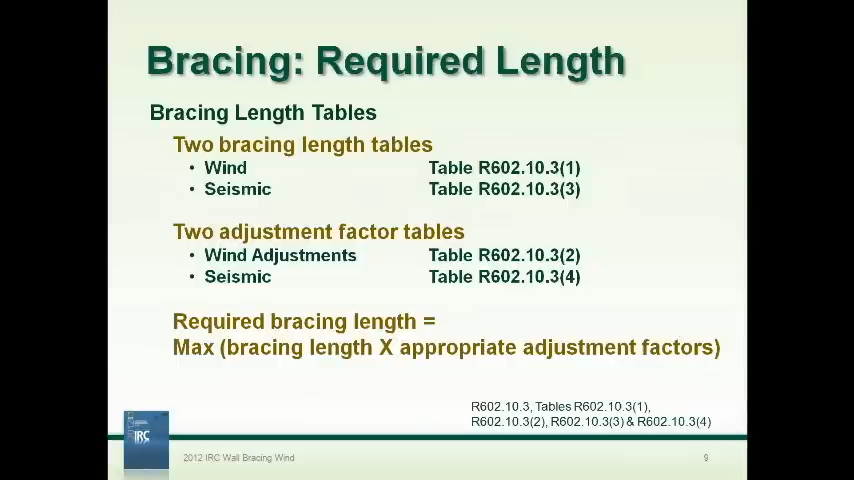 Bracing: Required Length
Bracing Length Tables
Two bracing length tables
• Wind Table R602.10.3(1)
• Seismic Table R602.10.3(3)
Two adjustment factor tables
• Wind Adjustments Table R602.10.3(2)
• Seismic Table R602.10.3(4)
Required bracing length =
Max (bracing length X appropriate adjustment factors)
R602.10.3, Tables R602.10.3(1),
R602.10.3(2), R602.10.3(3) & R602.10.3(4)
IRC
2012 IRC Wall Bracing Wind 9